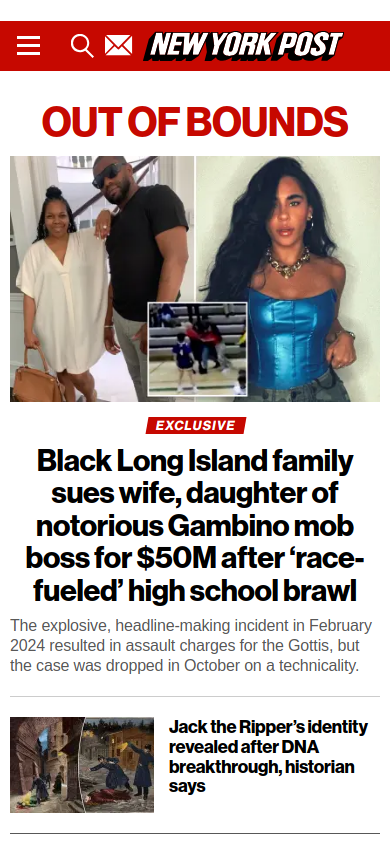 NEW YORK POST
OUT OF BOUNDS
EXCLUSIVE
Black Long Island family
sues wife, daughter of
notorious Gambino mob
boss for $50M after ‘race-
fueled’ high school brawl
The explosive, headline-making incident in February
2024 resulted in assault charges for the Gottis, but
the case was dropped in October on a technicality.
Jack the Ripper’s identity
revealed after DNA
breakthrough, historian
says